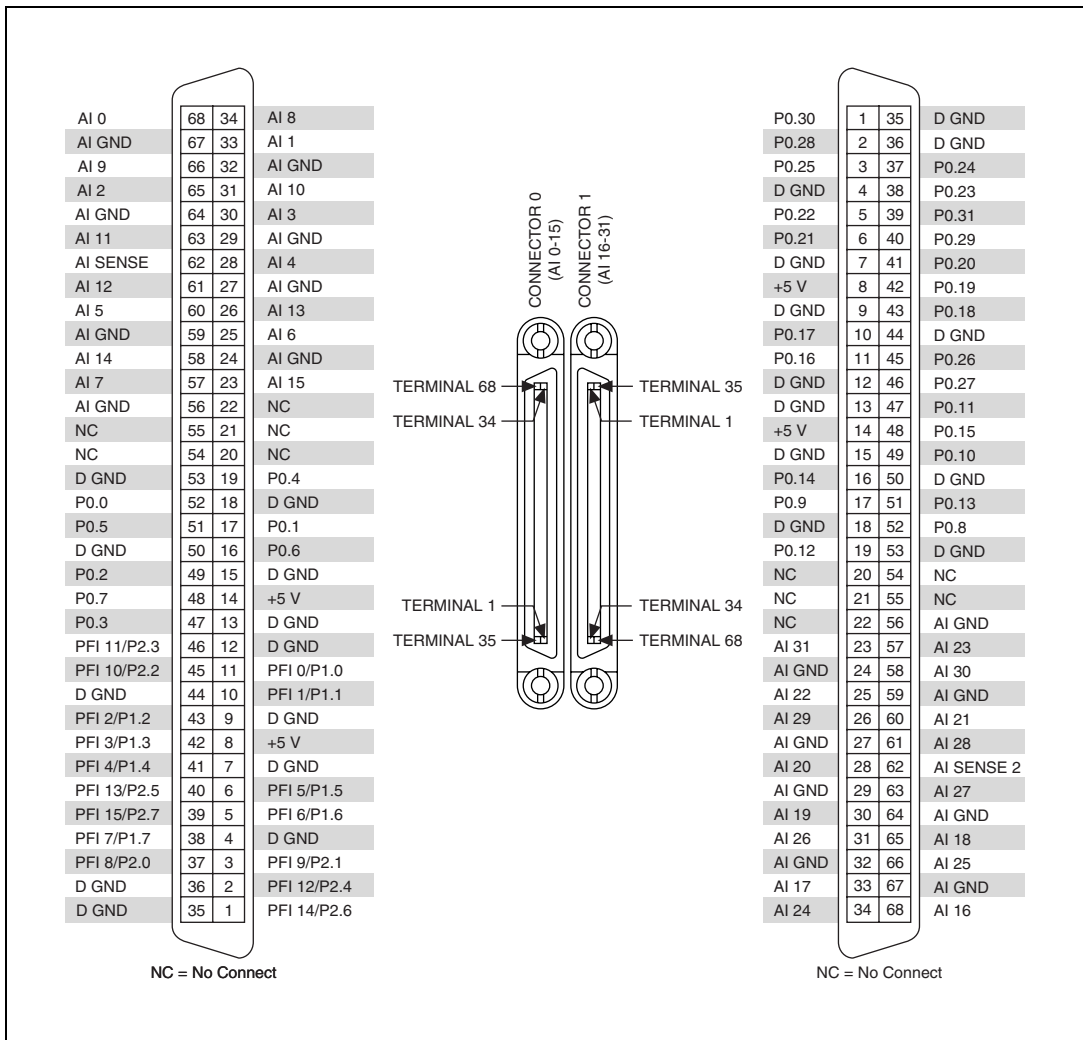 AI 0 68 34 AI 8
AI GND 67 33 AI 1
AI 9 66 32 AI GND
AI 2 65 31 AI 10
AI GND 64 30 AI 3
AI 11 63 29 AI GND
AI SENSE 62 28 AI 4
AI 12 61 27 AI GND
AI 5 60 26 AI 13
AI GND 59 25 AI 6
AI 14 58 24 AI GND
AI 7 57 23 AI 15
AI GND 56 22 NC
NC 55 21 NC
NC 54 20 NC
D GND 53 19 P0.4
P0.0 52 18 D GND
P0.5 51 17 P0.1
D GND 50 16 P0.6
P0.2 49 15 D GND
P0.7 48 14 +5 V
P0.3 47 13 D GND
PFI 11/P2.3 46 12 D GND
PFI 10/P2.2 45 11 PFI 0/P1.0
D GND 44 10 PFI 1/P1.1
PFI 2/P1.2 43 9 D GND
PFI 3/P1.3 42 8 +5 V
PFI 4/P1.4 41 7 D GND
PFI 13/P2.5 40 6 PFI 5/P1.5
PFI 15/P2.7 39 5 PFI 6/P1.6
PFI 7/P1.7 38 4 D GND
PFI 8/P2.0 37 3 PFI 9/P2.1
D GND 36 2 PFI 12/P2.4
D GND 35 1 PFI 14/P2.6
NC = No Connect
CONNECTOR 0
(AI 0-15)
CONNECTOR 1
(AI 16-31)
TERMINAL 68
TERMINAL 34
TERMINAL 35
TERMINAL 1
TERMINAL 1
TERMINAL 35
TERMINAL 34
TERMINAL 68
P0.30 1 35 D GND
P0.28 2 36 D GND
P0.25 3 37 P0.24
D GND 4 38 P0.23
P0.22 5 39 P0.31
P0.21 6 40 P0.29
D GND 7 41 P0.20
+5 V 8 42 P0.19
D GND 9 43 P0.18
P0.17 10 44 D GND
P0.16 11 45 P0.26
D GND 12 46 P0.27
D GND 13 47 P0.11
+5 V 14 48 P0.15
D GND 15 49 P0.10
P0.14 16 50 D GND
P0.9 17 51 P0.13
D GND 18 52 P0.8
P0.12 19 53 D GND
NC 20 54 NC
NC 21 55 NC
NC 22 56 AI GND
AI 31 23 57 AI 23
AI GND 24 58 AI 30
AI 22 25 59 AI GND
AI 29 26 60 AI 21
AI GND 27 61 AI 28
AI 20 28 62 AI SENSE 2
AI GND 29 63 AI 27
AI 19 30 64 AI GND
AI 26 31 65 AI 18
AI GND 32 66 AI 25
AI 17 33 67 AI GND
AI 24 34 68 AI 16
NC = No Connect